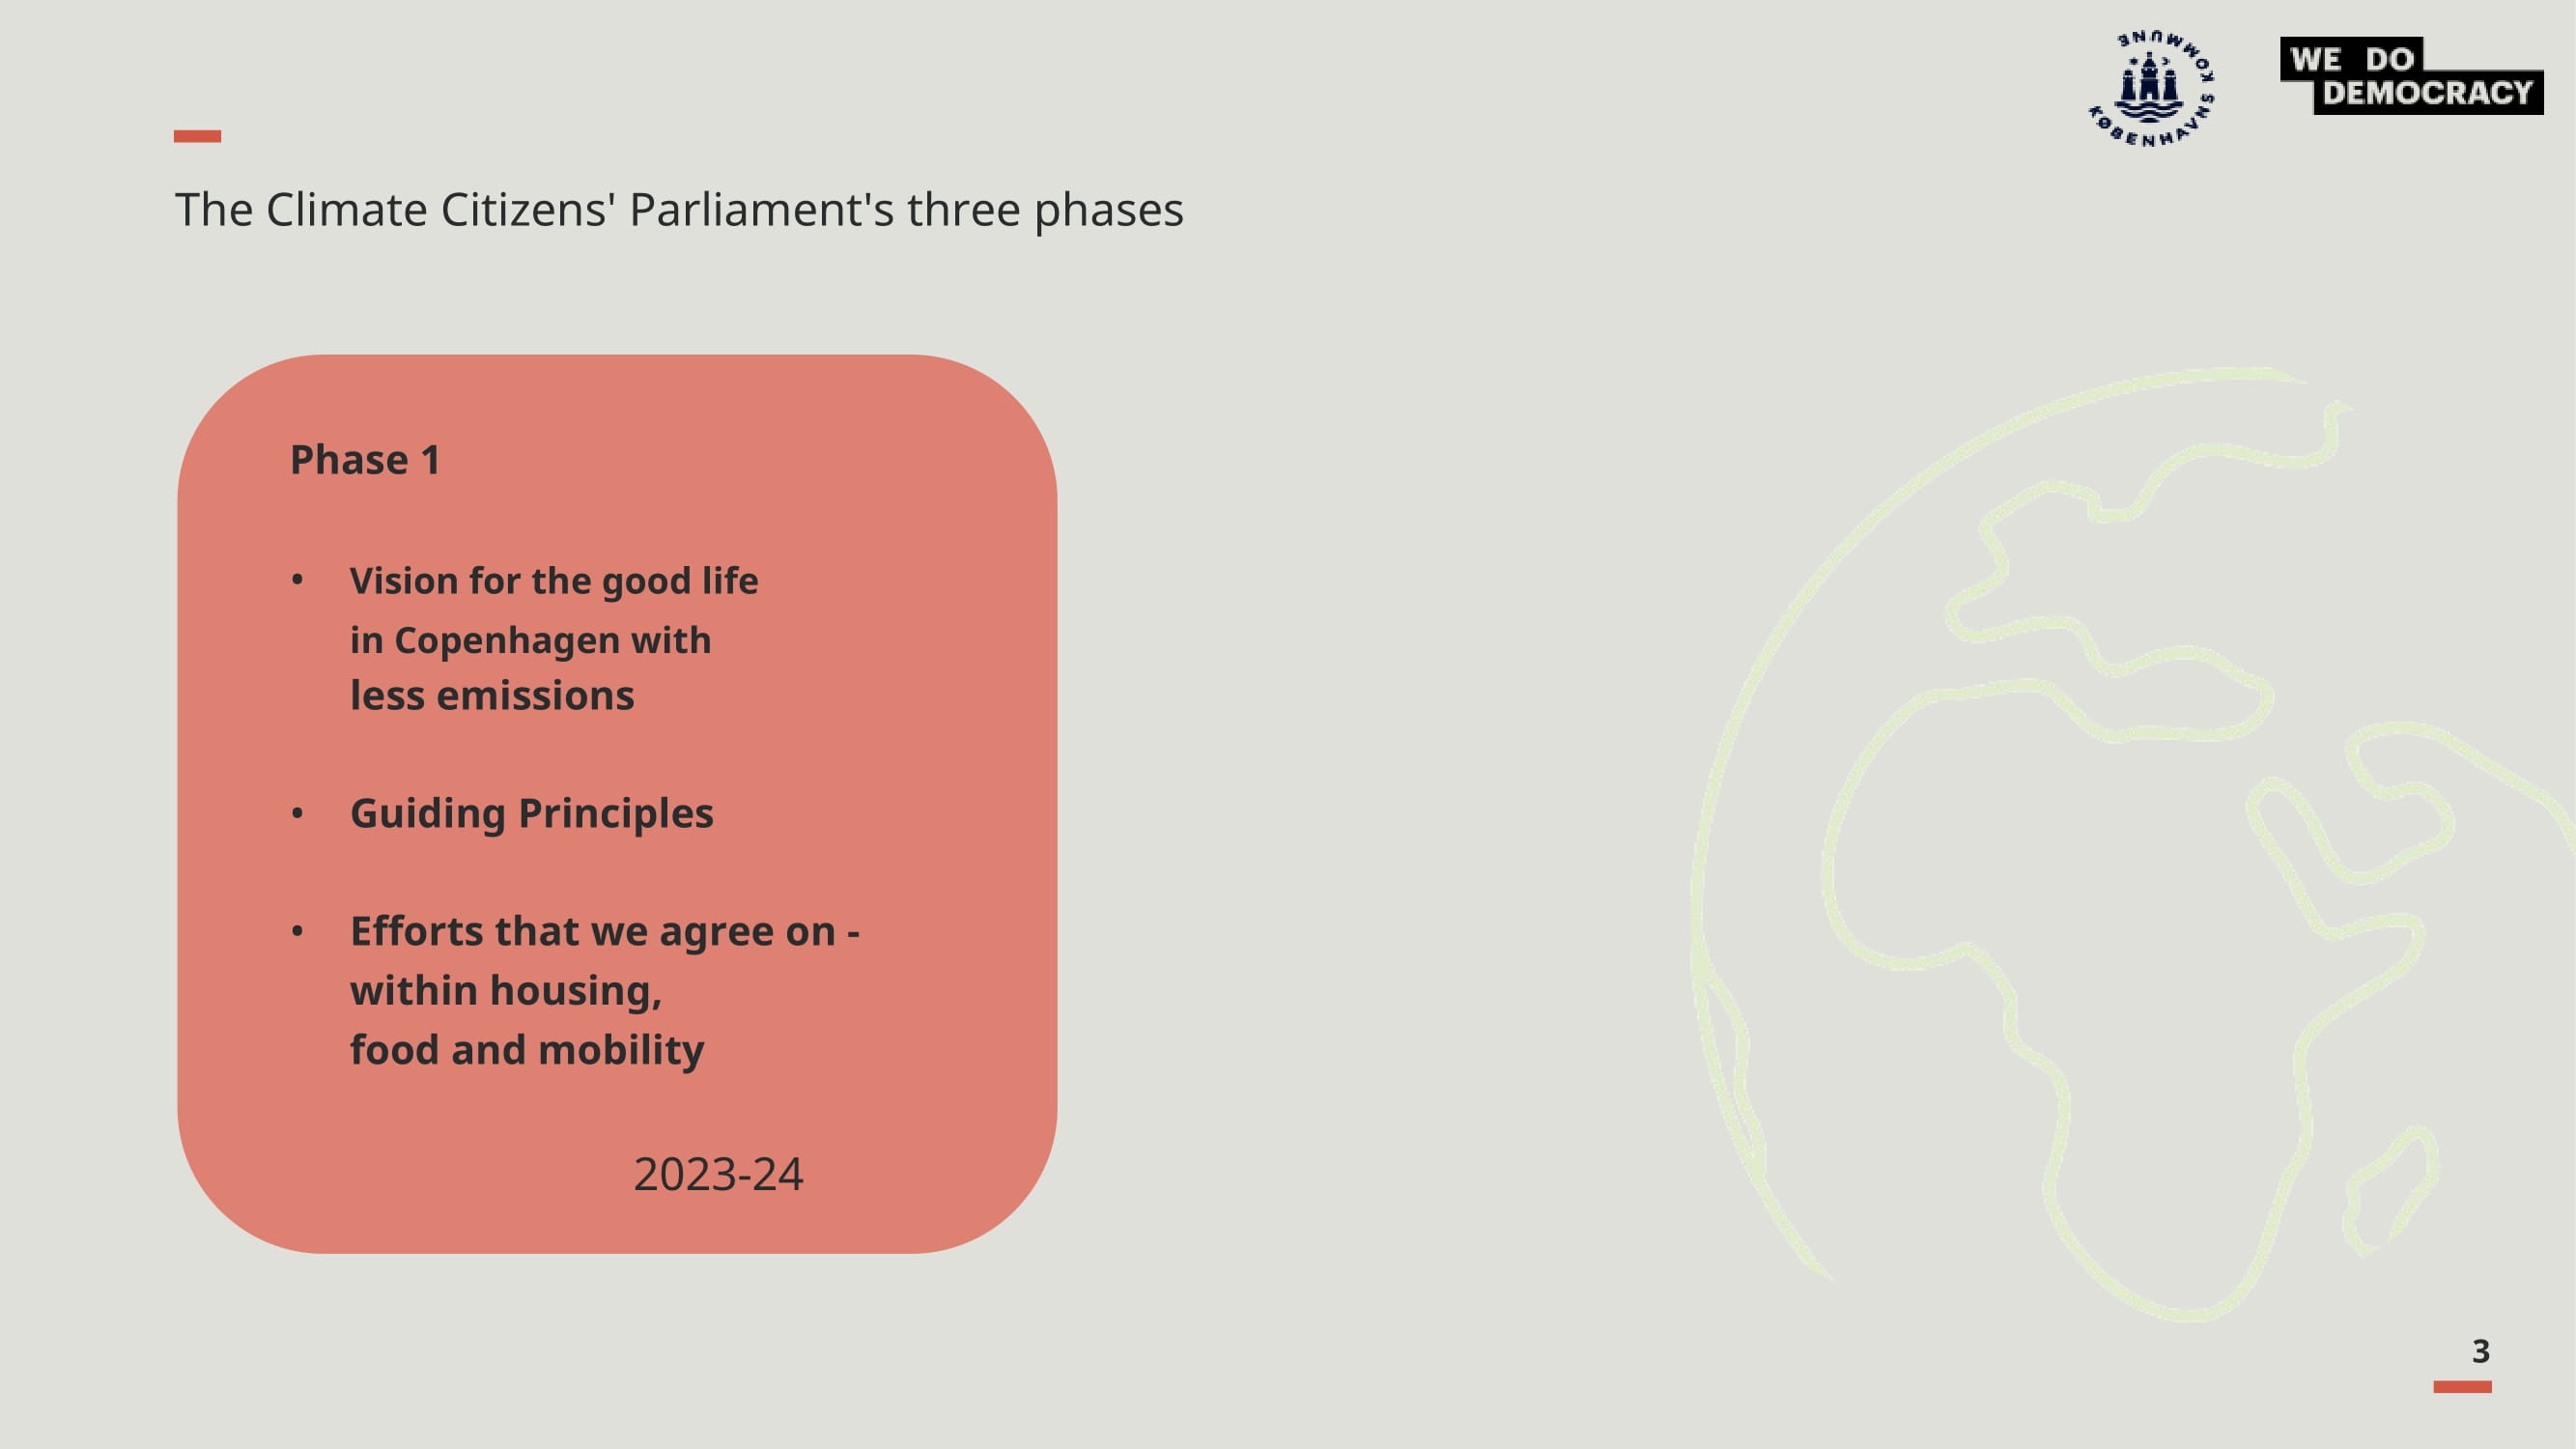 KØBENHAVNS KOMMUNE
WE DO
DEMOCRACY
The Climate Citizens' Parliament's three phases
Phase 1
• Vision for the good life
in Copenhagen with
less emissions
• Guiding Principles
• Efforts that we agree on -
within housing,
food and mobility
2023-24
3